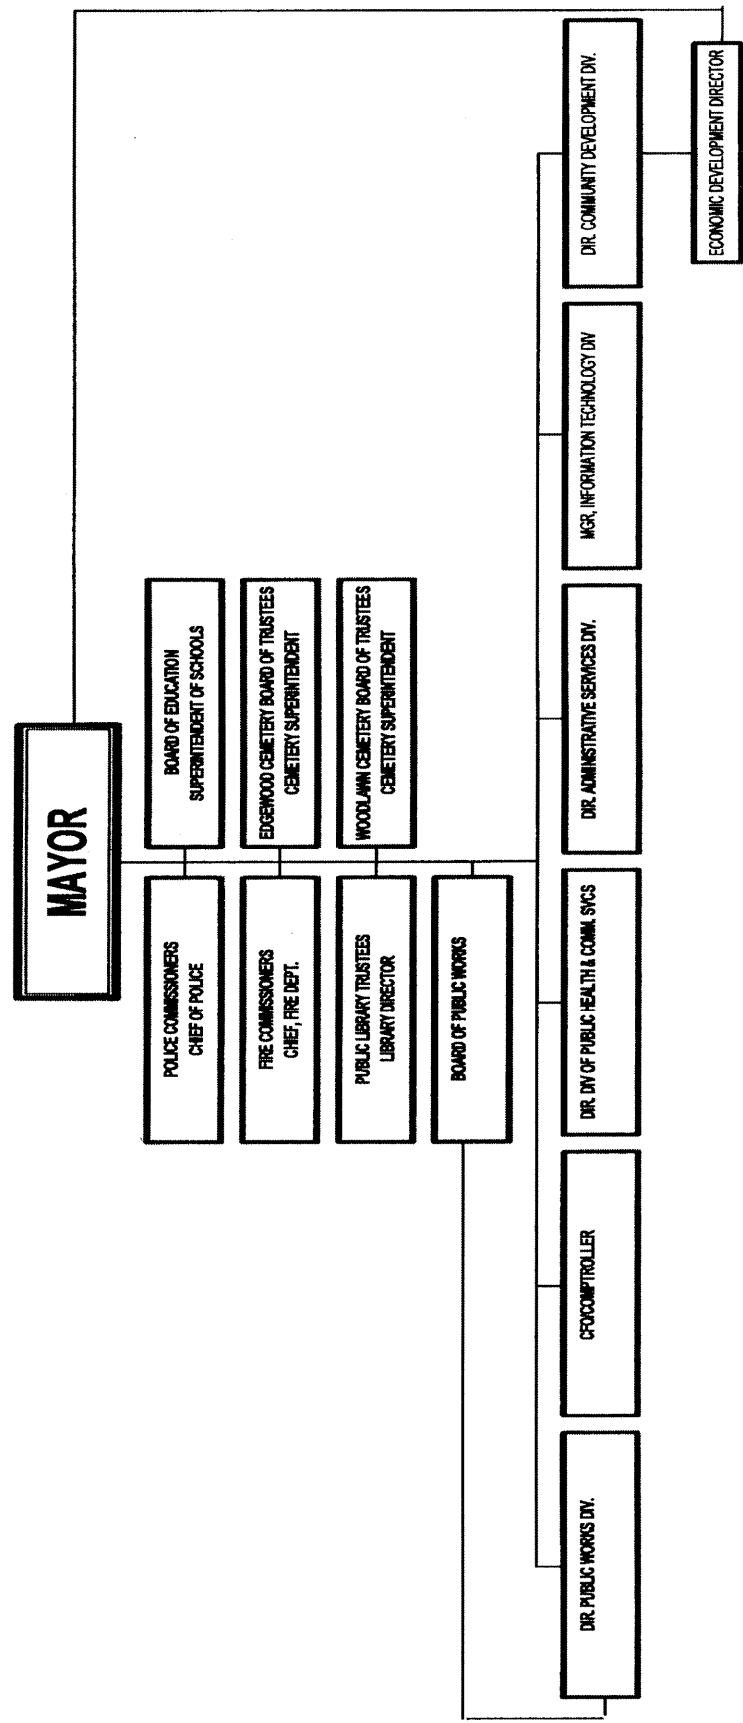 MAYOR
POLICE COMMISSIONERS
CHIEF OF POLICE
BOARD OF EDUCATION
SUPERINTENDENT OF SCHOOLS
FIRE COMMISSIONERS
CHIEF, FIRE DEPT.
EDGEWOOD CEMETERY BOARD OF TRUSTEES
CEMETERY SUPERINTENDENT
PUBLIC LIBRARY TRUSTEES
LIBRARY DIRECTOR
WOODLAWN CEMETERY BOARD OF TRUSTEES
CEMETERY SUPERINTENDENT
BOARD OF PUBLIC WORKS
DIR. PUBLIC WORKS DIV.
CFO/COMPTROLLER
DIR. DIV OF PUBLIC HEALTH & COMM. SVCS
DIR. ADMINISTRATIVE SERVICES DIV.
MGR, INFORMATION TECHNOLOGY DIV
DIR. COMMUNITY DEVELOPMENT DIV.
ECONOMIC DEVELOPMENT DIRECTOR